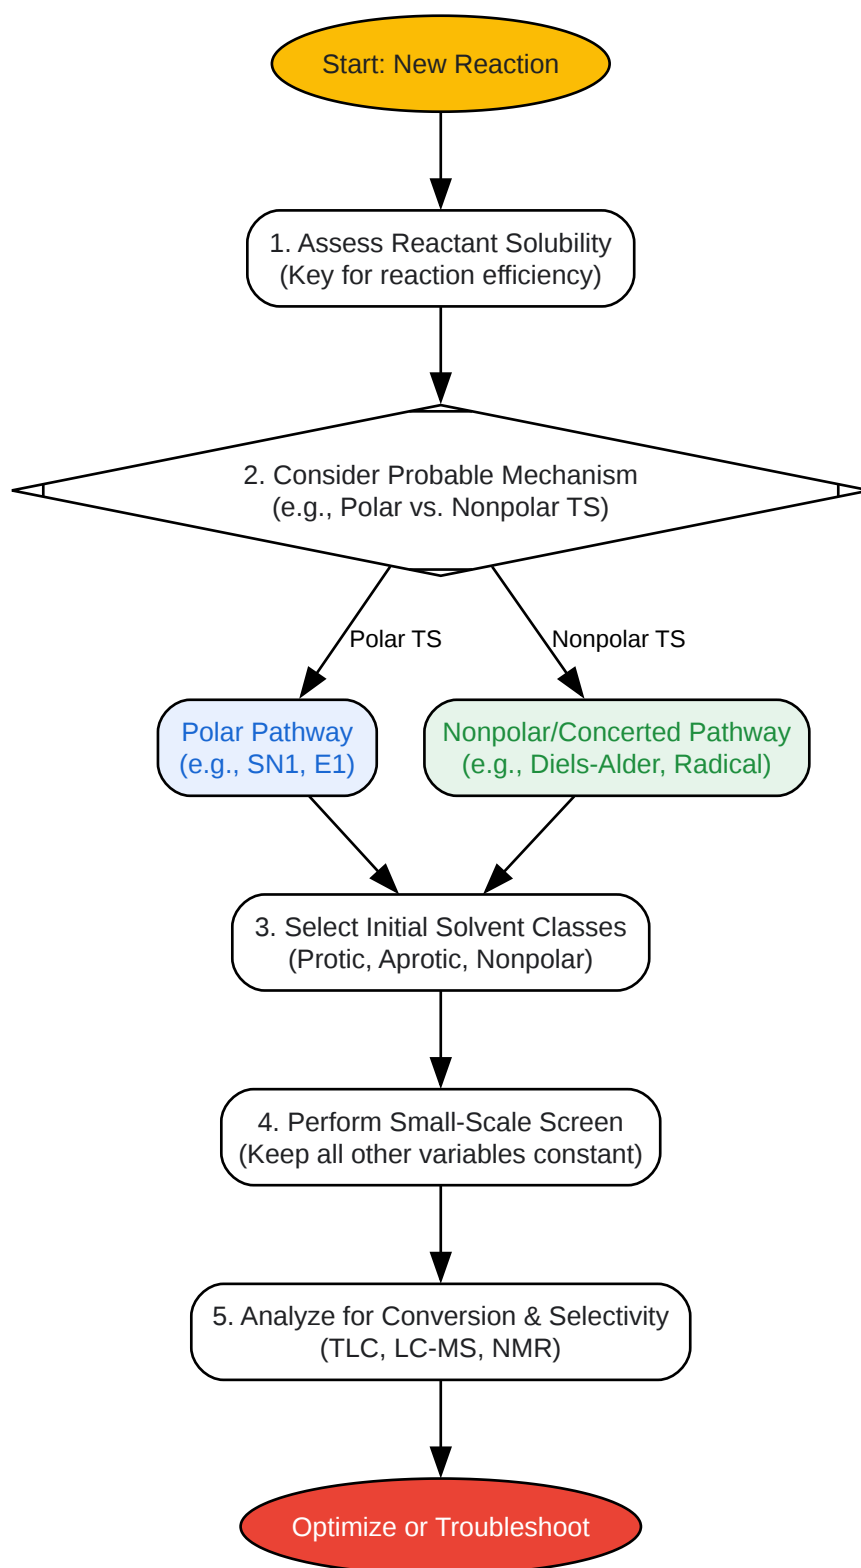 Start: New Reaction
1. Assess Reactant Solubility
(Key for reaction efficiency)
2. Consider Probable Mechanism
(e.g., Polar vs. Nonpolar TS)
Polar TS
Nonpolar TS
Polar Pathway
(e.g., SN1, E1)
Nonpolar/Concerted Pathway
(e.g., Diels-Alder, Radical)
3. Select Initial Solvent Classes
(Protic, Aprotic, Nonpolar)
4. Perform Small-Scale Screen
(Keep all other variables constant)
5. Analyze for Conversion & Selectivity
(TLC, LC-MS, NMR)
Optimize or Troubleshoot